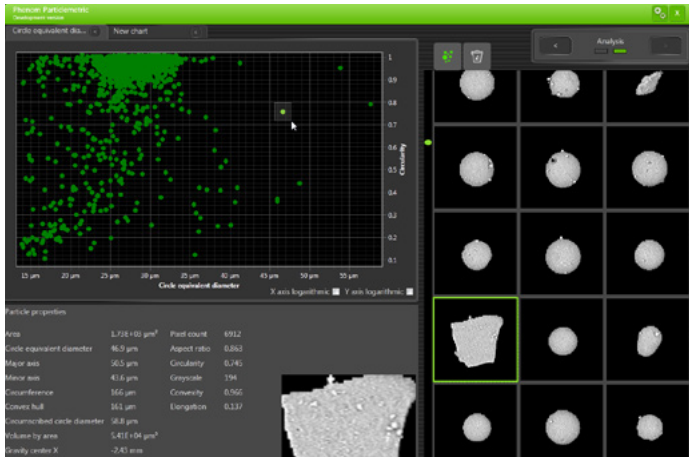 Phenom Particlemetric
Development version
X
Circle equivalent dia... x
New chart x
Analysis
1
0.9
0.8
0.7
0.6
0.5
0.4
0.3
0.2
0.1
Circularity
15 μm 20 μm 25 μm 30 μm 35 μm 40 μm 45 μm 50 μm 55 μm
Circle equivalent diameter
X axis logarithmic Y axis logarithmic
Particle properties
Area 1.73E+03 μm² Pixel count 6912
Circle equivalent diameter 46.9 μm Aspect ratio 0.863
Major axis 50.5 μm Circularity 0.745
Minor axis 43.6 μm Grayscale 194
Circumference 166 μm Convexity 0.966
Convex hull 161 μm Elongation 0.137
Circumscribed circle diameter 58.8 μm
Volume by area 5.41E+04 μm³
Gravity center X -2.43 mm